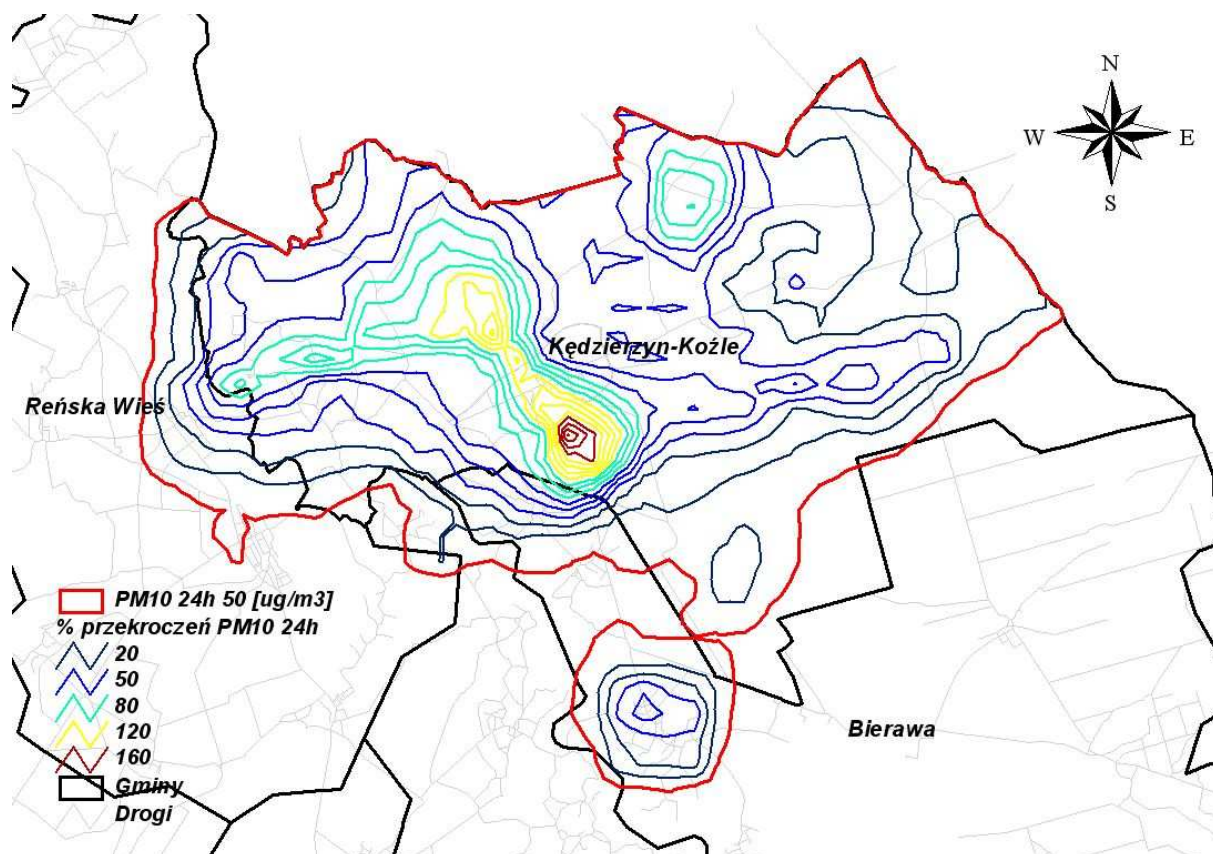 N
W E
S
Kędzierzyn-Koźle
Reńska Wieś
Bierawa
PM10 24h 50 [ug/m3]
% przekroczeń PM10 24h
20
50
80
120
160
Gminy
Drogi